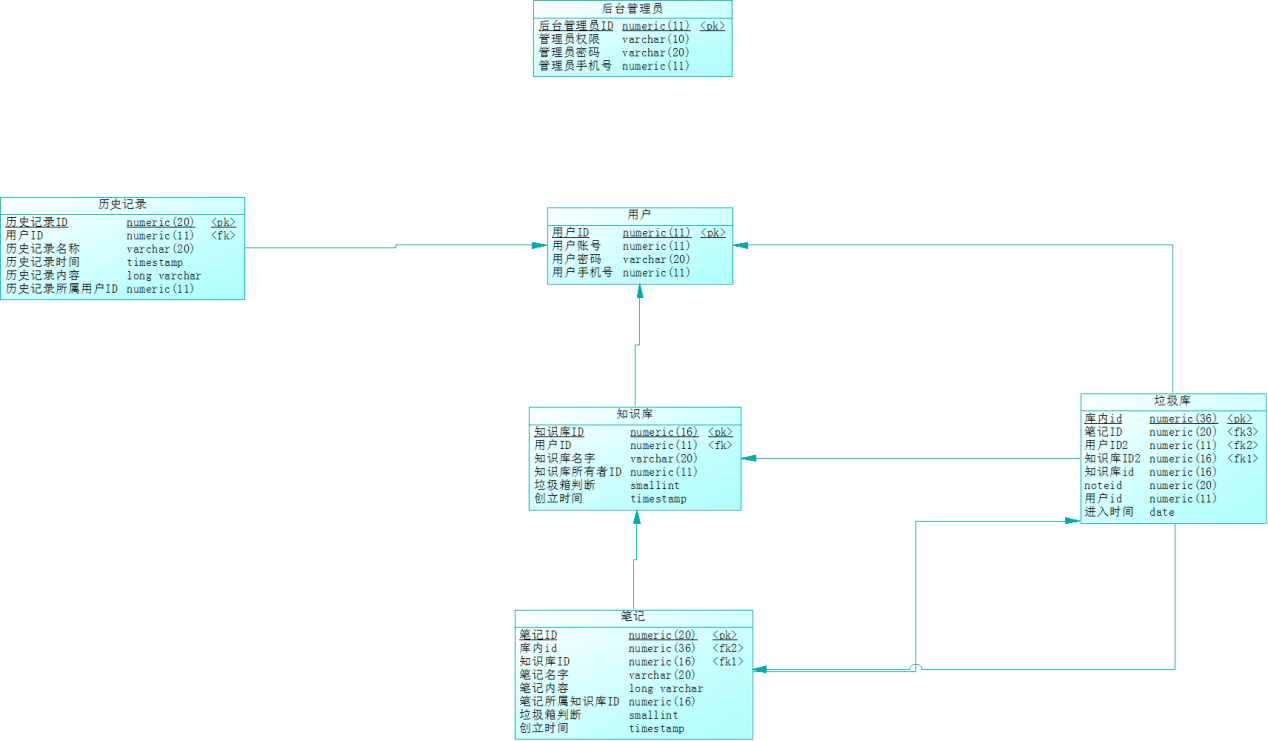 后台管理员
后台管理员ID numeric(11) <pk>
管理员权限 varchar(10)
管理员密码 varchar(20)
管理员手机号 numeric(11)
历史记录
历史记录ID numeric(20) <pk>
用户ID numeric(11) <fk>
历史记录名称 varchar(20)
历史记录时间 timestamp
历史记录内容 long varchar
历史记录所属用户ID numeric(11)
用户
用户ID numeric(11) <pk>
用户账号 numeric(11)
用户密码 varchar(20)
用户手机号 numeric(11)
知识库
知识库ID numeric(16) <pk>
用户ID numeric(11) <fk>
知识库名字 varchar(20)
知识库所有者ID numeric(11)
垃圾箱判断 smallint
创立时间 timestamp
垃圾库
库内id numeric(36) <pk>
笔记ID numeric(20) <fk3>
用户ID2 numeric(11) <fk2>
知识库ID2 numeric(16) <fk1>
知识库id numeric(16)
noteid numeric(20)
用户id numeric(11)
进入时间 date
笔记
笔记ID numeric(20) <pk>
库内id numeric(36) <fk2>
知识库ID numeric(16) <fk1>
笔记名字 varchar(20)
笔记内容 long varchar
笔记所属知识库ID numeric(16)
垃圾箱判断 smallint
创立时间 timestamp